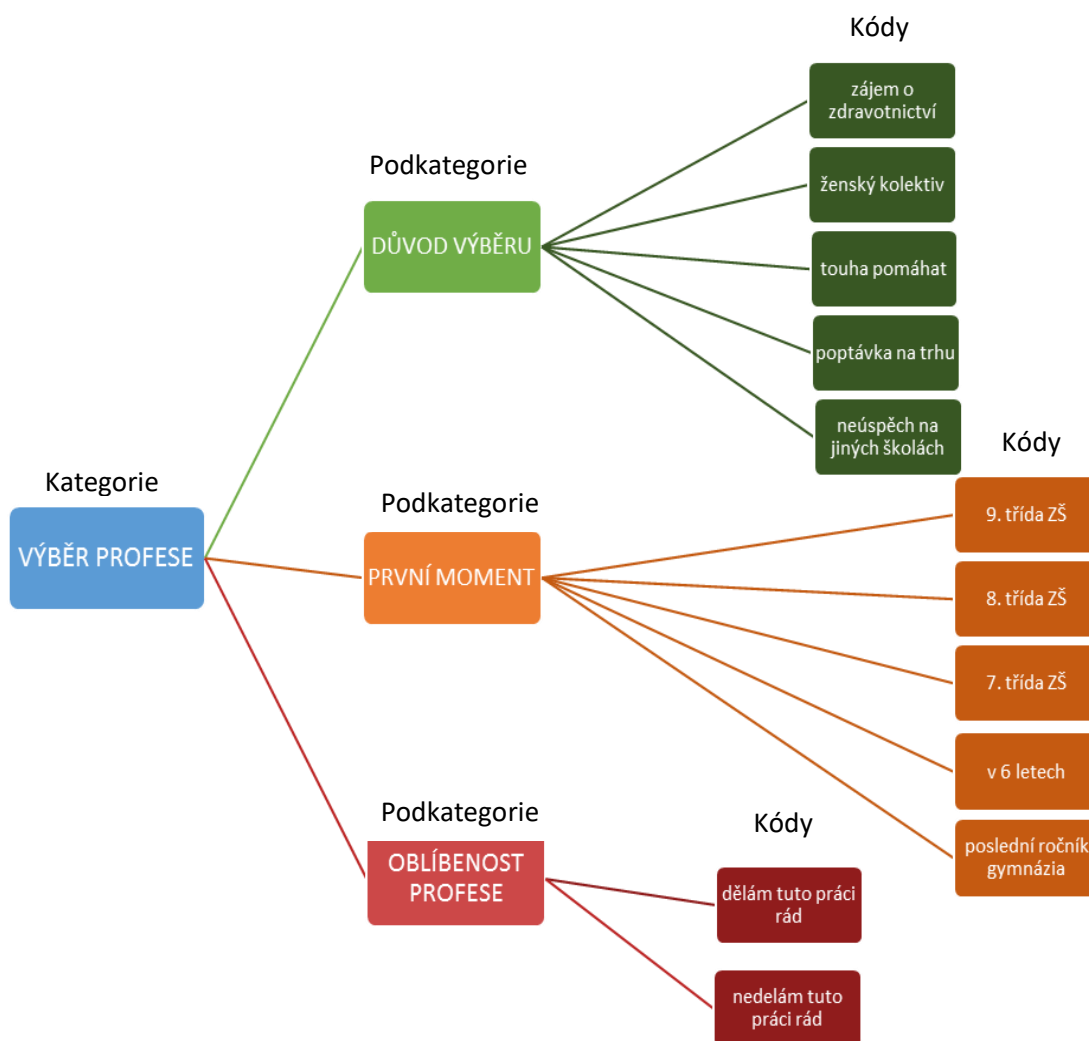 Kódy
zájem o
zdravotnictví
ženský kolektiv
touha pomáhat
poptávka na trhu
neúspěch na
jiných školách
Podkategorie
DŮVOD VÝBĚRU
Kategorie
VÝBĚR PROFESE
Podkategorie
PRVNÍ MOMENT
Kódy
9. třída ZŠ
8. třída ZŠ
7. třída ZŠ
v 6 letech
poslední ročník
gymnázia
Podkategorie
OBLÍBENOST
PROFESE
Kódy
dělám tuto práci
rád
nedelám tuto
práci rád